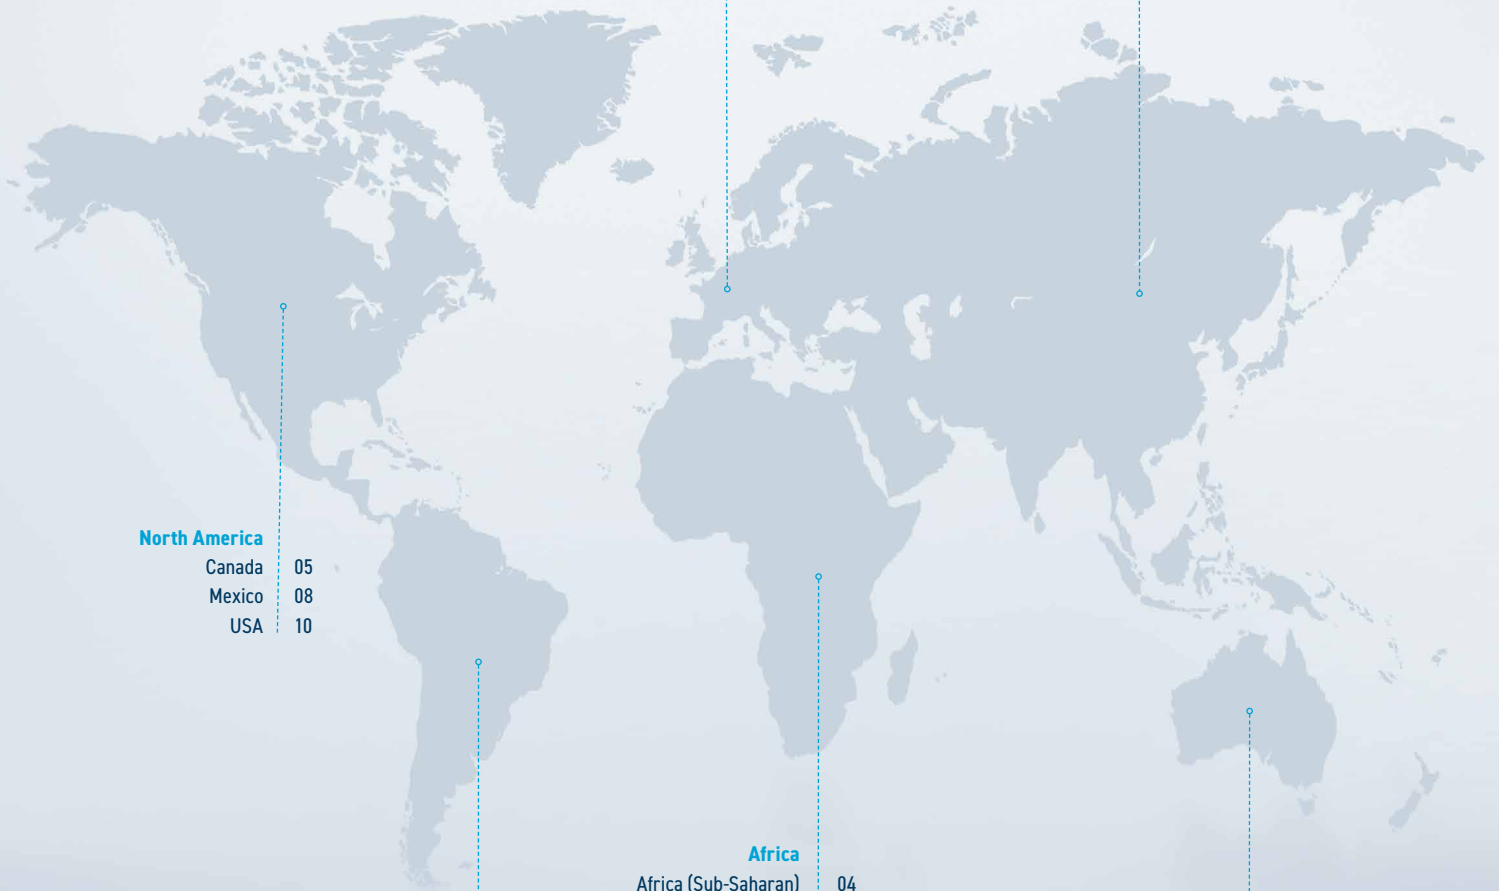 North America
Canada 05
Mexico 08
USA 10
Africa
Africa (Sub-Saharan) 04